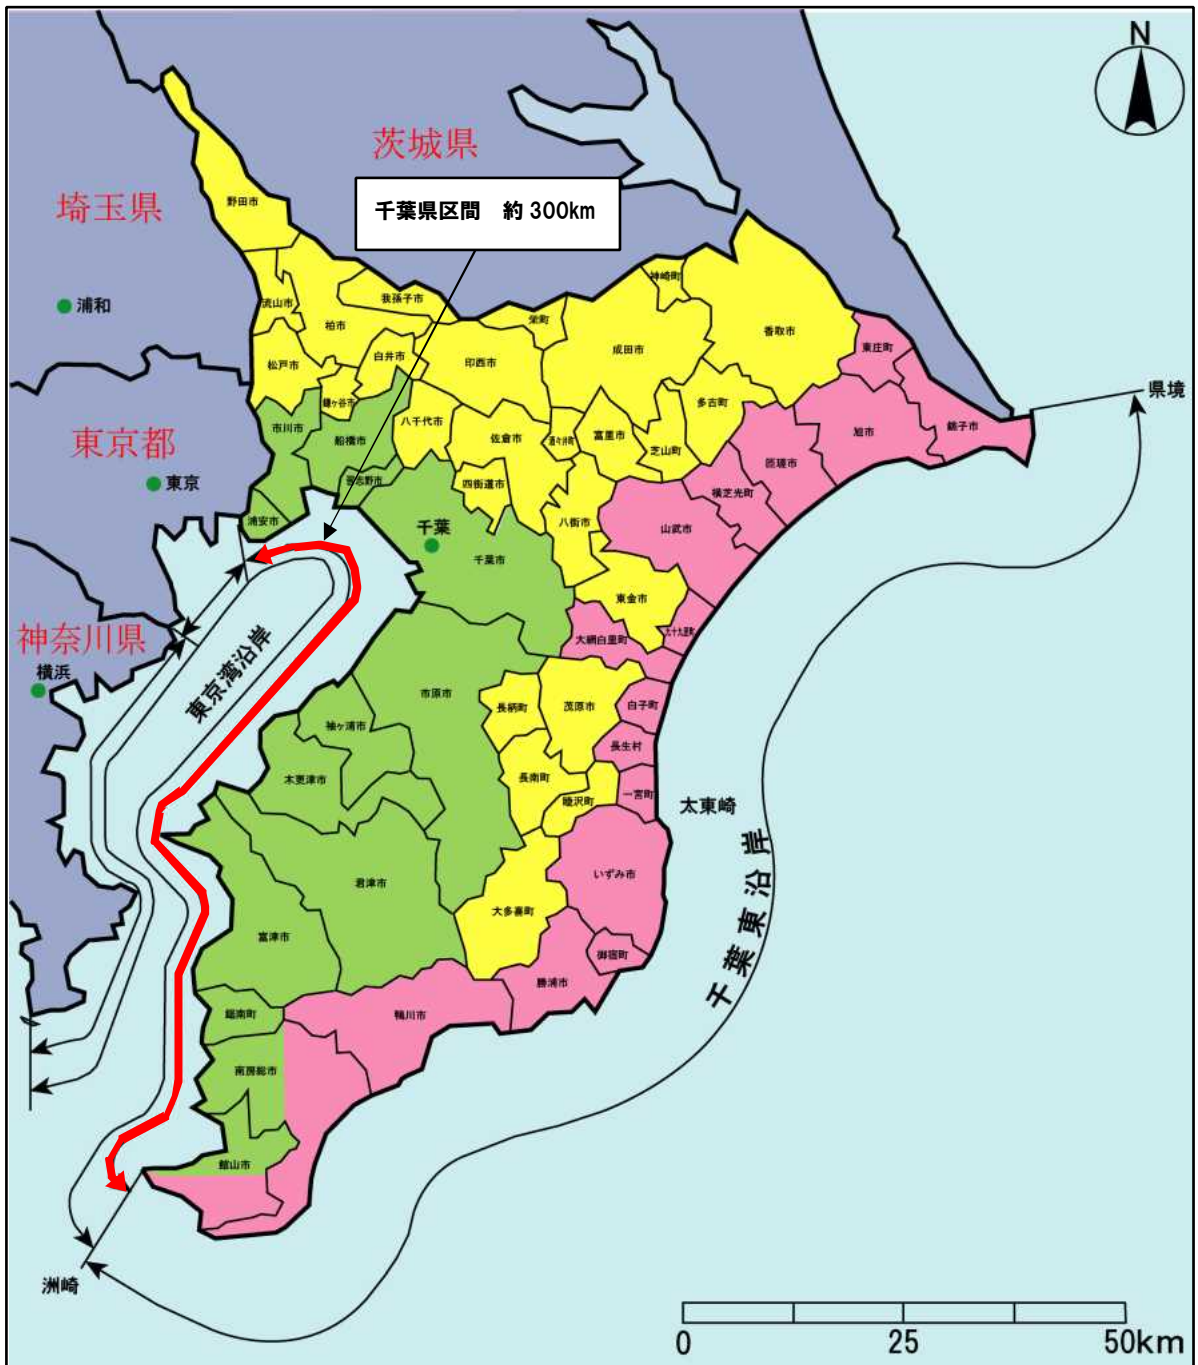 N
茨城県
埼玉県
千葉県区間 約300km
野田市
浦和
流山市
柏市
我孫子市
栄町
神崎町
香取市
成田市
印西市
白井市
松戸市
鎌ヶ谷市
東庄町
県境
東京都
東京
市川市
船橋市
八千代市
佐倉市
酒々井町
富里市
多古町
芝山町
匝瑳市
旭市
銚子市
習志野市
四街道市
横芝光町
山武市
八街市
浦安市
千葉
千葉市
東金市
九十九里町
大網白里町
神奈川県
横浜
東京湾沿岸
市原市
長柄町
茂原市
白子町
袖ヶ浦市
長生村
木更津市
長南町
睦沢町
一宮町
太東崎
君津市
いずみ市
千葉東沿岸
大多喜町
富津市
御宿町
勝浦市
鋸南町
鴨川市
南房総市
館山市
洲崎
0 25 50km